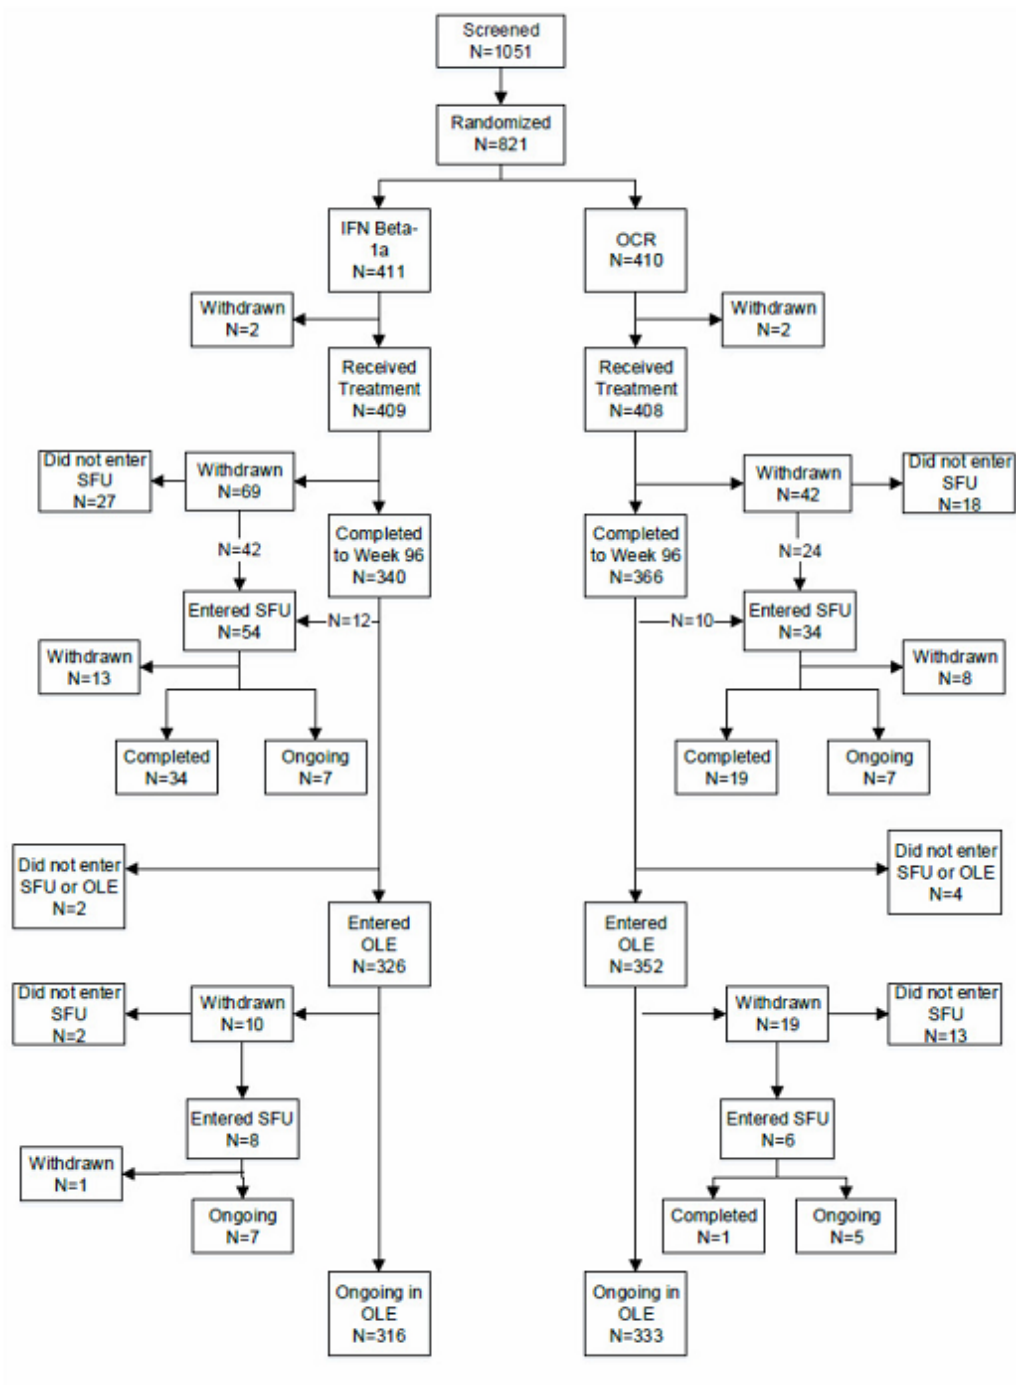 Screened
N=1051
Randomized
N=821
IFN Beta-
1a
N=411
OCR
N=410
Withdrawn
N=2
Withdrawn
N=2
Received
Treatment
N=409
Received
Treatment
N=408
Did not enter
SFU
N=27
Withdrawn
N=69
Withdrawn
N=42
Did not enter
SFU
N=18
N=42
Completed
to Week 96
N=340
Completed
to Week 96
N=366
N=24
Entered SFU
N=54
N=12
N=10
Entered SFU
N=34
Withdrawn
N=13
Withdrawn
N=8
Completed
N=34
Ongoing
N=7
Completed
N=19
Ongoing
N=7
Did not enter
SFU or OLE
N=2
Did not enter
SFU or OLE
N=4
Entered
OLE
N=326
Entered
OLE
N=352
Did not enter
SFU
N=2
Withdrawn
N=10
Withdrawn
N=19
Did not enter
SFU
N=13
Entered SFU
N=8
Entered SFU
N=6
Withdrawn
N=1
Ongoing
N=7
Completed
N=1
Ongoing
N=5
Ongoing in
OLE
N=316
Ongoing in
OLE
N=333